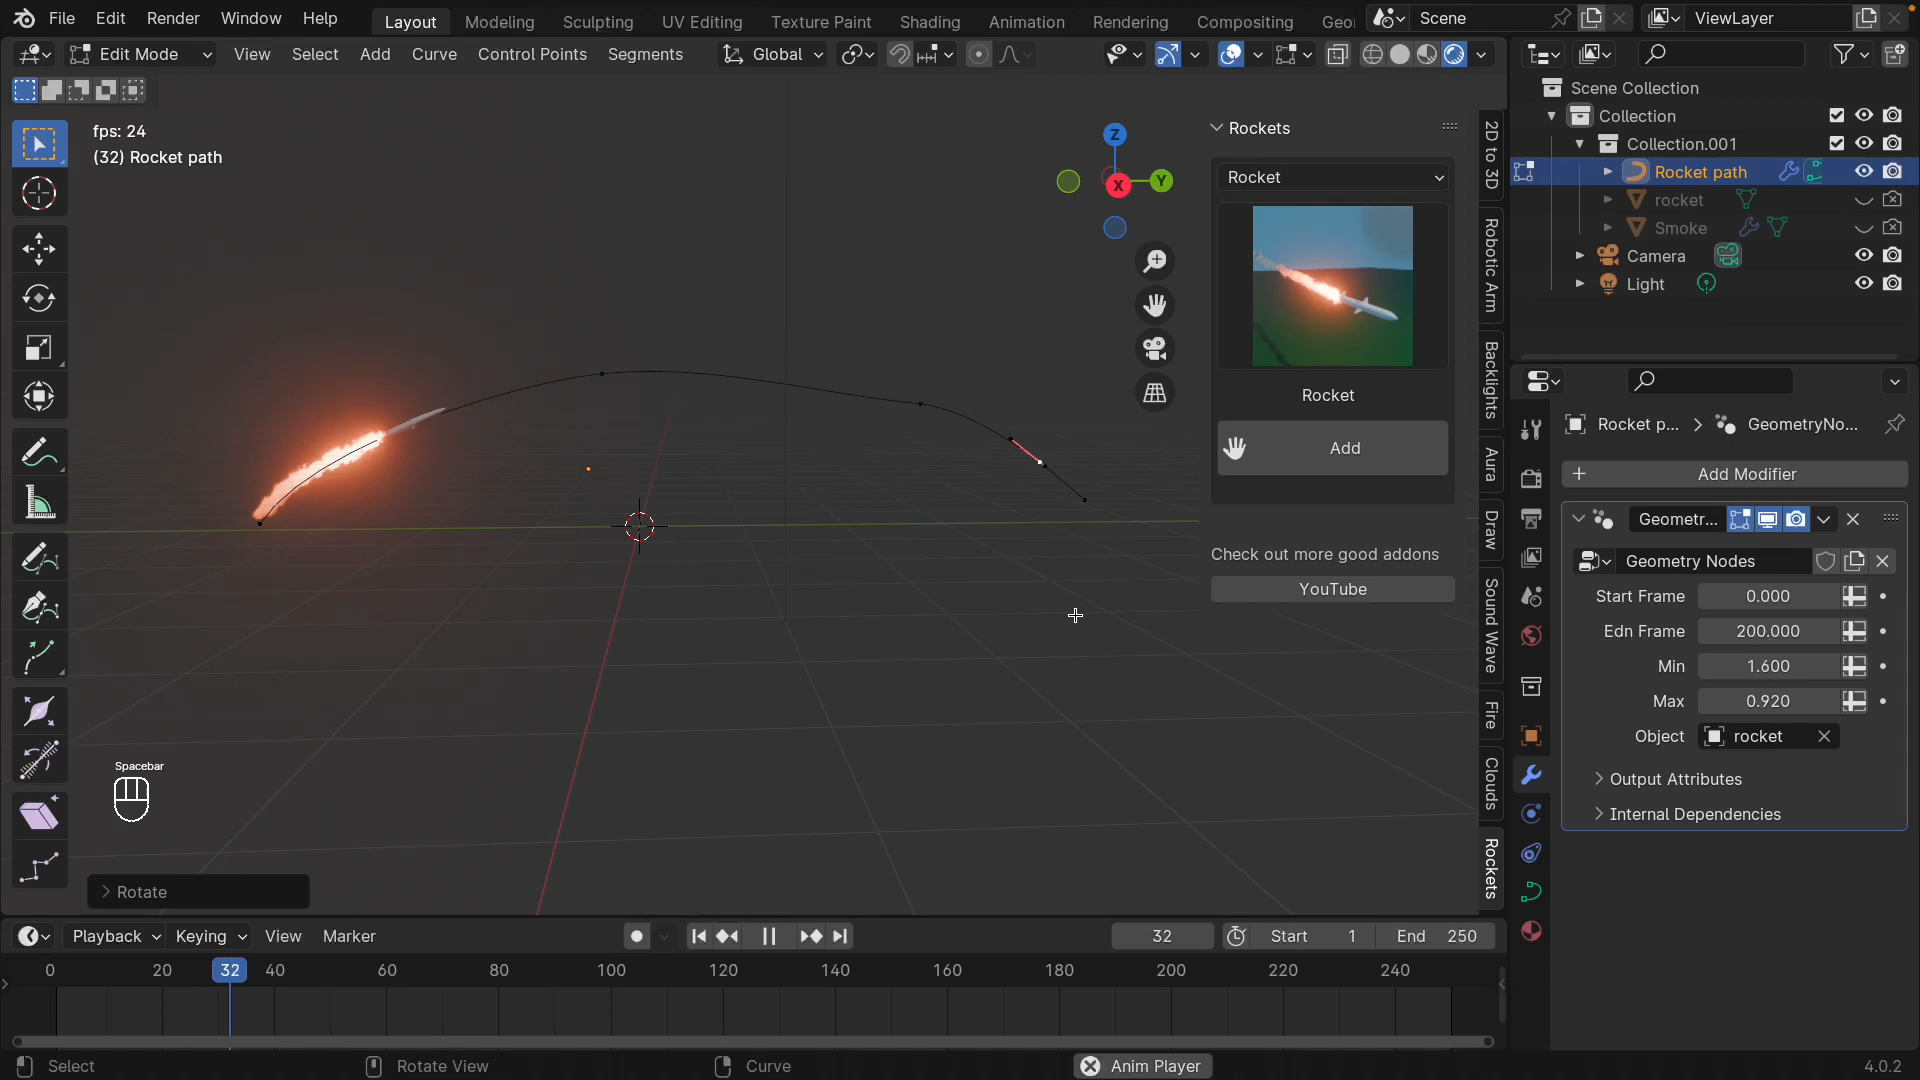 File Edit Render Window Help Layout Modeling Sculpting UV Editing Texture Paint Shading Animation Rendering Compositing Geo Scene ViewLayer
Edit Mode View Select Add Curve Control Points Segments Global
fps: 24
(32) Rocket path
Z
X
Y
Rockets
Rocket
Rocket
Add
Check out more good addons
YouTube
2D to 3D
Robotic Arm
Backlights
Aura
Draw
Sound Wave
Fire
Clouds
Rockets
Spacebar
Rotate
Scene Collection
Collection
Collection.001
Rocket path
rocket
Smoke
Camera
Light
Rocket p... > GeometryNo...
Add Modifier
Geometr...
Geometry Nodes
Start Frame 0.000
Edn Frame 200.000
Min 1.600
Max 0.920
Object rocket
Output Attributes
Internal Dependencies
Playback Keying View Marker 32 Start 1 End 250
0 20 32 40 60 80 100 120 140 160 180 200 220 240
Select Rotate View Curve Anim Player 4.0.2